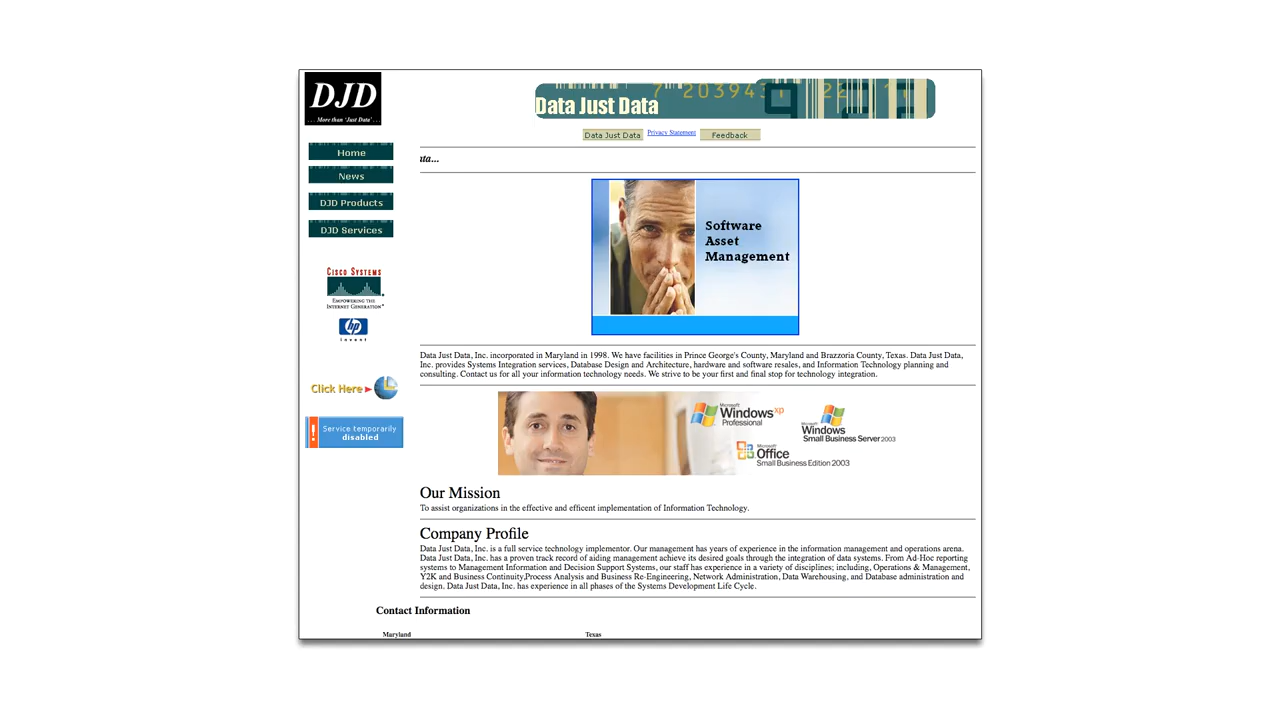 DJD
. . . More than 'Just Data' . . .
7 2039431 22 11
Data Just Data
Data Just Data
Privacy Statement
Feedback
Home
News
DJD Products
DJD Services
ata...
Software
Asset
Management
CISCO SYSTEMS
EMPOWERING THE
INTERNET GENERATION
hp
invent
Click Here
! Service temporarily
disabled
Data Just Data, Inc. incorporated in Maryland in 1998. We have facilities in Prince George's County, Maryland and Brazzoria County, Texas. Data Just Data,
Inc. provides Systems Integration services, Database Design and Architecture, hardware and software resales, and Information Technology planning and
consulting. Contact us for all your information technology needs. We strive to be your first and final stop for technology integration.
Microsoft
Windows xp
Professional
Microsoft
Windows
Small Business Server 2003
Microsoft
Office
Small Business Edition 2003
Our Mission
To assist organizations in the effective and efficent implementation of Information Technology.
Company Profile
Data Just Data, Inc. is a full service technology implementor. Our management has years of experience in the information management and operations arena.
Data Just Data, Inc. has a proven track record of aiding management achieve its desired goals through the integration of data systems. From Ad-Hoc reporting
systems to Management Information and Decision Support Systems, our staff has experience in a variety of disciplines; including, Operations & Management,
Y2K and Business Continuity,Process Analysis and Business Re-Engineering, Network Administration, Data Warehousing, and Database administration and
design. Data Just Data, Inc. has experience in all phases of the Systems Development Life Cycle.
Contact Information
Maryland
Texas